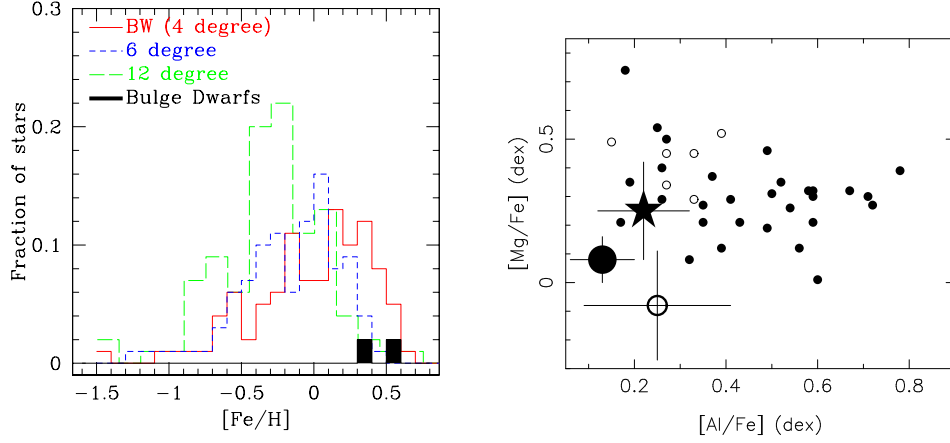 0.3
BW (4 degree)
6 degree
12 degree
Bulge Dwarfs
0.2
0.1
0
Fraction of stars
−1.5 −1 −0.5 0 0.5
[Fe/H]
0.5
0
[Mg/Fe] (dex)
0.2 0.4 0.6 0.8
[Al/Fe] (dex)